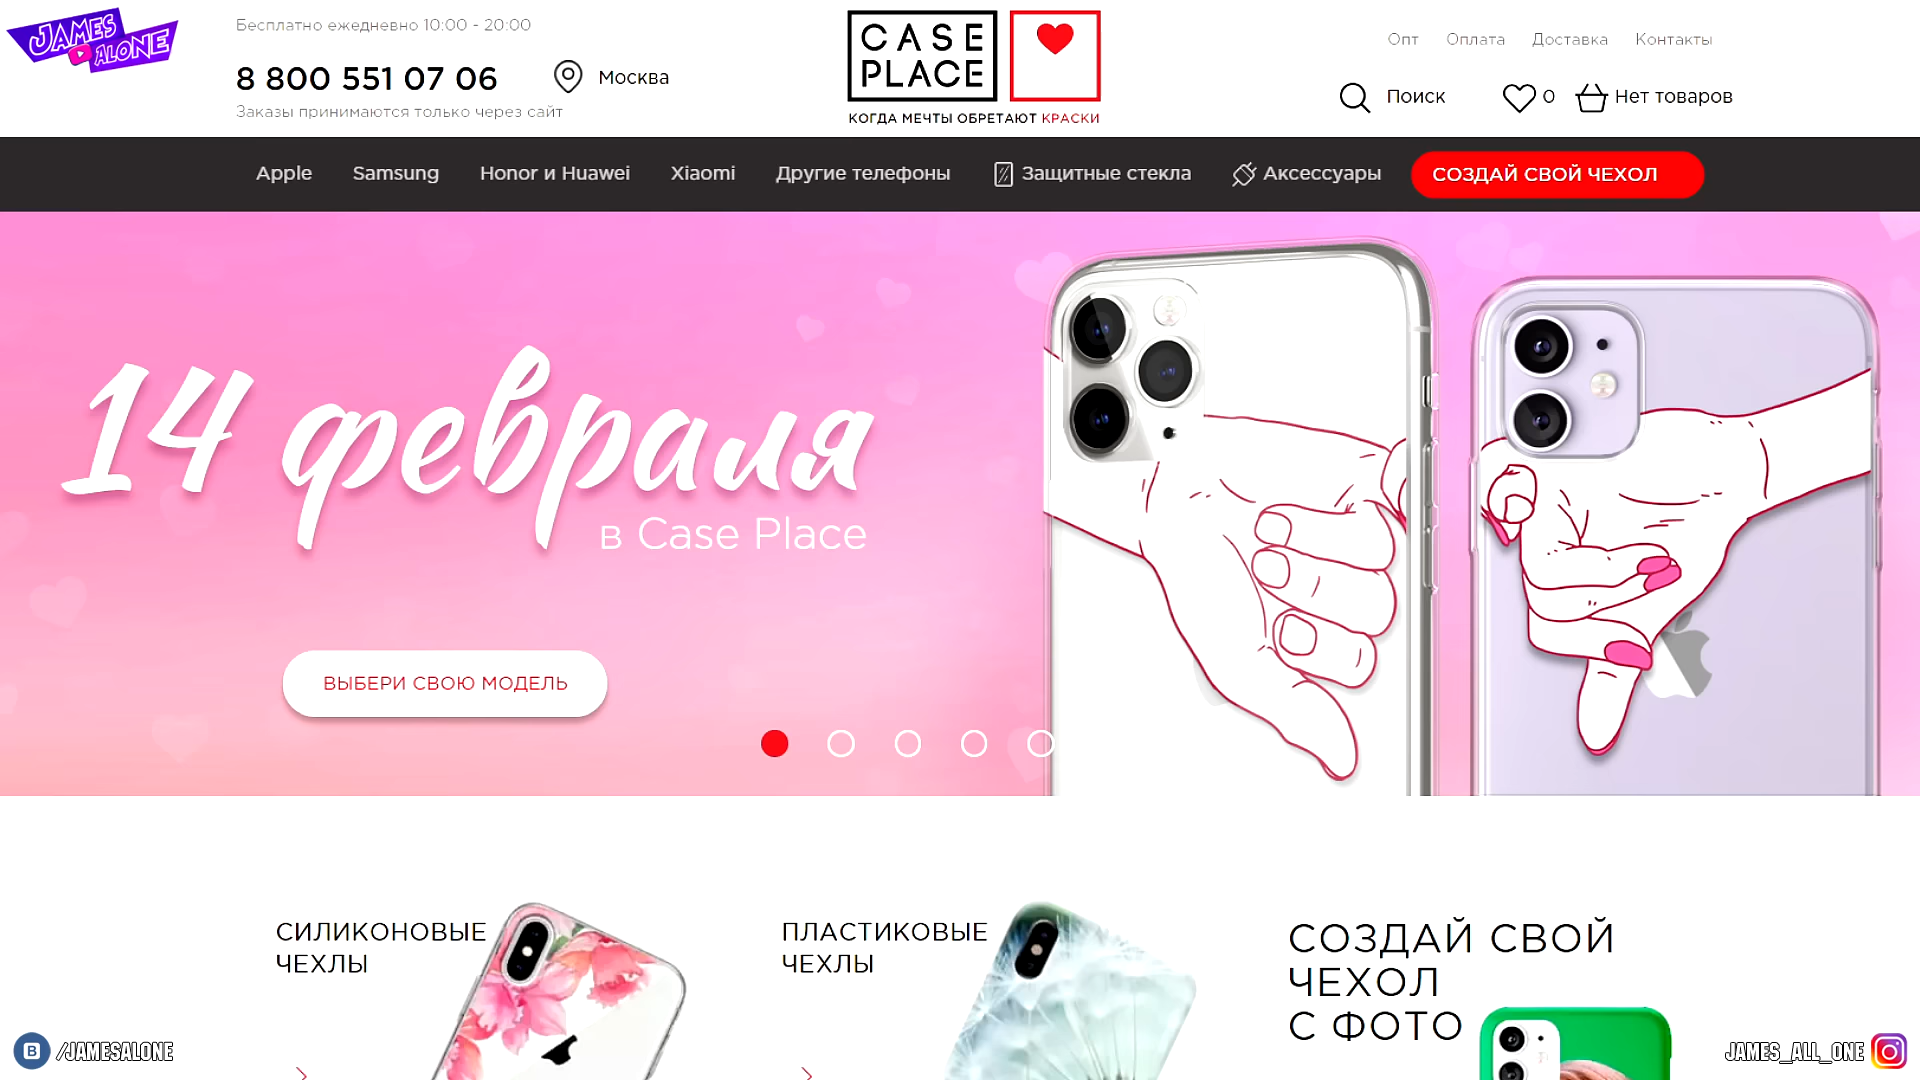 JAMES
ALONE
Бесплатно ежедневно 10:00 - 20:00
8 800 551 07 06
Москва
Заказы принимаются только через сайт
CASE
PLACE
КОГДА МЕЧТЫ ОБРЕТАЮТ КРАСКИ
Опт
Оплата
Доставка
Контакты
Поиск
0
Нет товаров
Apple
Samsung
Honor и Huawei
Xiaomi
Другие телефоны
Защитные стекла
Аксессуары
СОЗДАЙ СВОЙ ЧЕХОЛ
14 февраля
в Case Place
ВЫБЕРИ СВОЮ МОДЕЛЬ
СИЛИКОНОВЫЕ
ЧЕХЛЫ
ПЛАСТИКОВЫЕ
ЧЕХЛЫ
СОЗДАЙ СВОЙ
ЧЕХОЛ
С ФОТО
В /JAMESALONE
JAMES_ALL_ONE